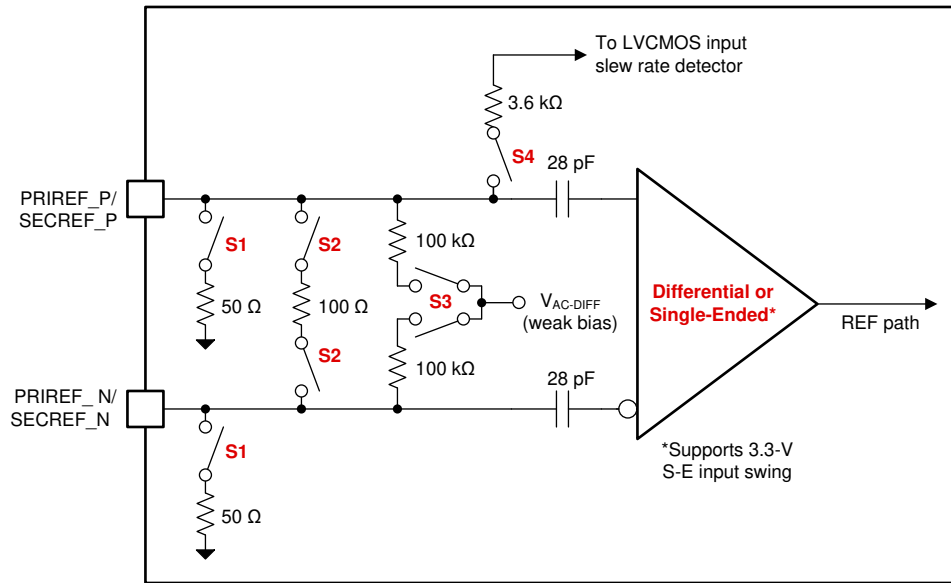 To LVCMOS input
slew rate detector
3.6 kΩ
S4
28 pF
PRIREF_P/
SECREF_P
S1
S2
100 kΩ
50 Ω
100 Ω
S3
VAC-DIFF
(weak bias)
Differential or
Single-Ended*
REF path
S2
100 kΩ
28 pF
PRIREF_ N/
SECREF_N
S1
50 Ω
*Supports 3.3-V
S-E input swing